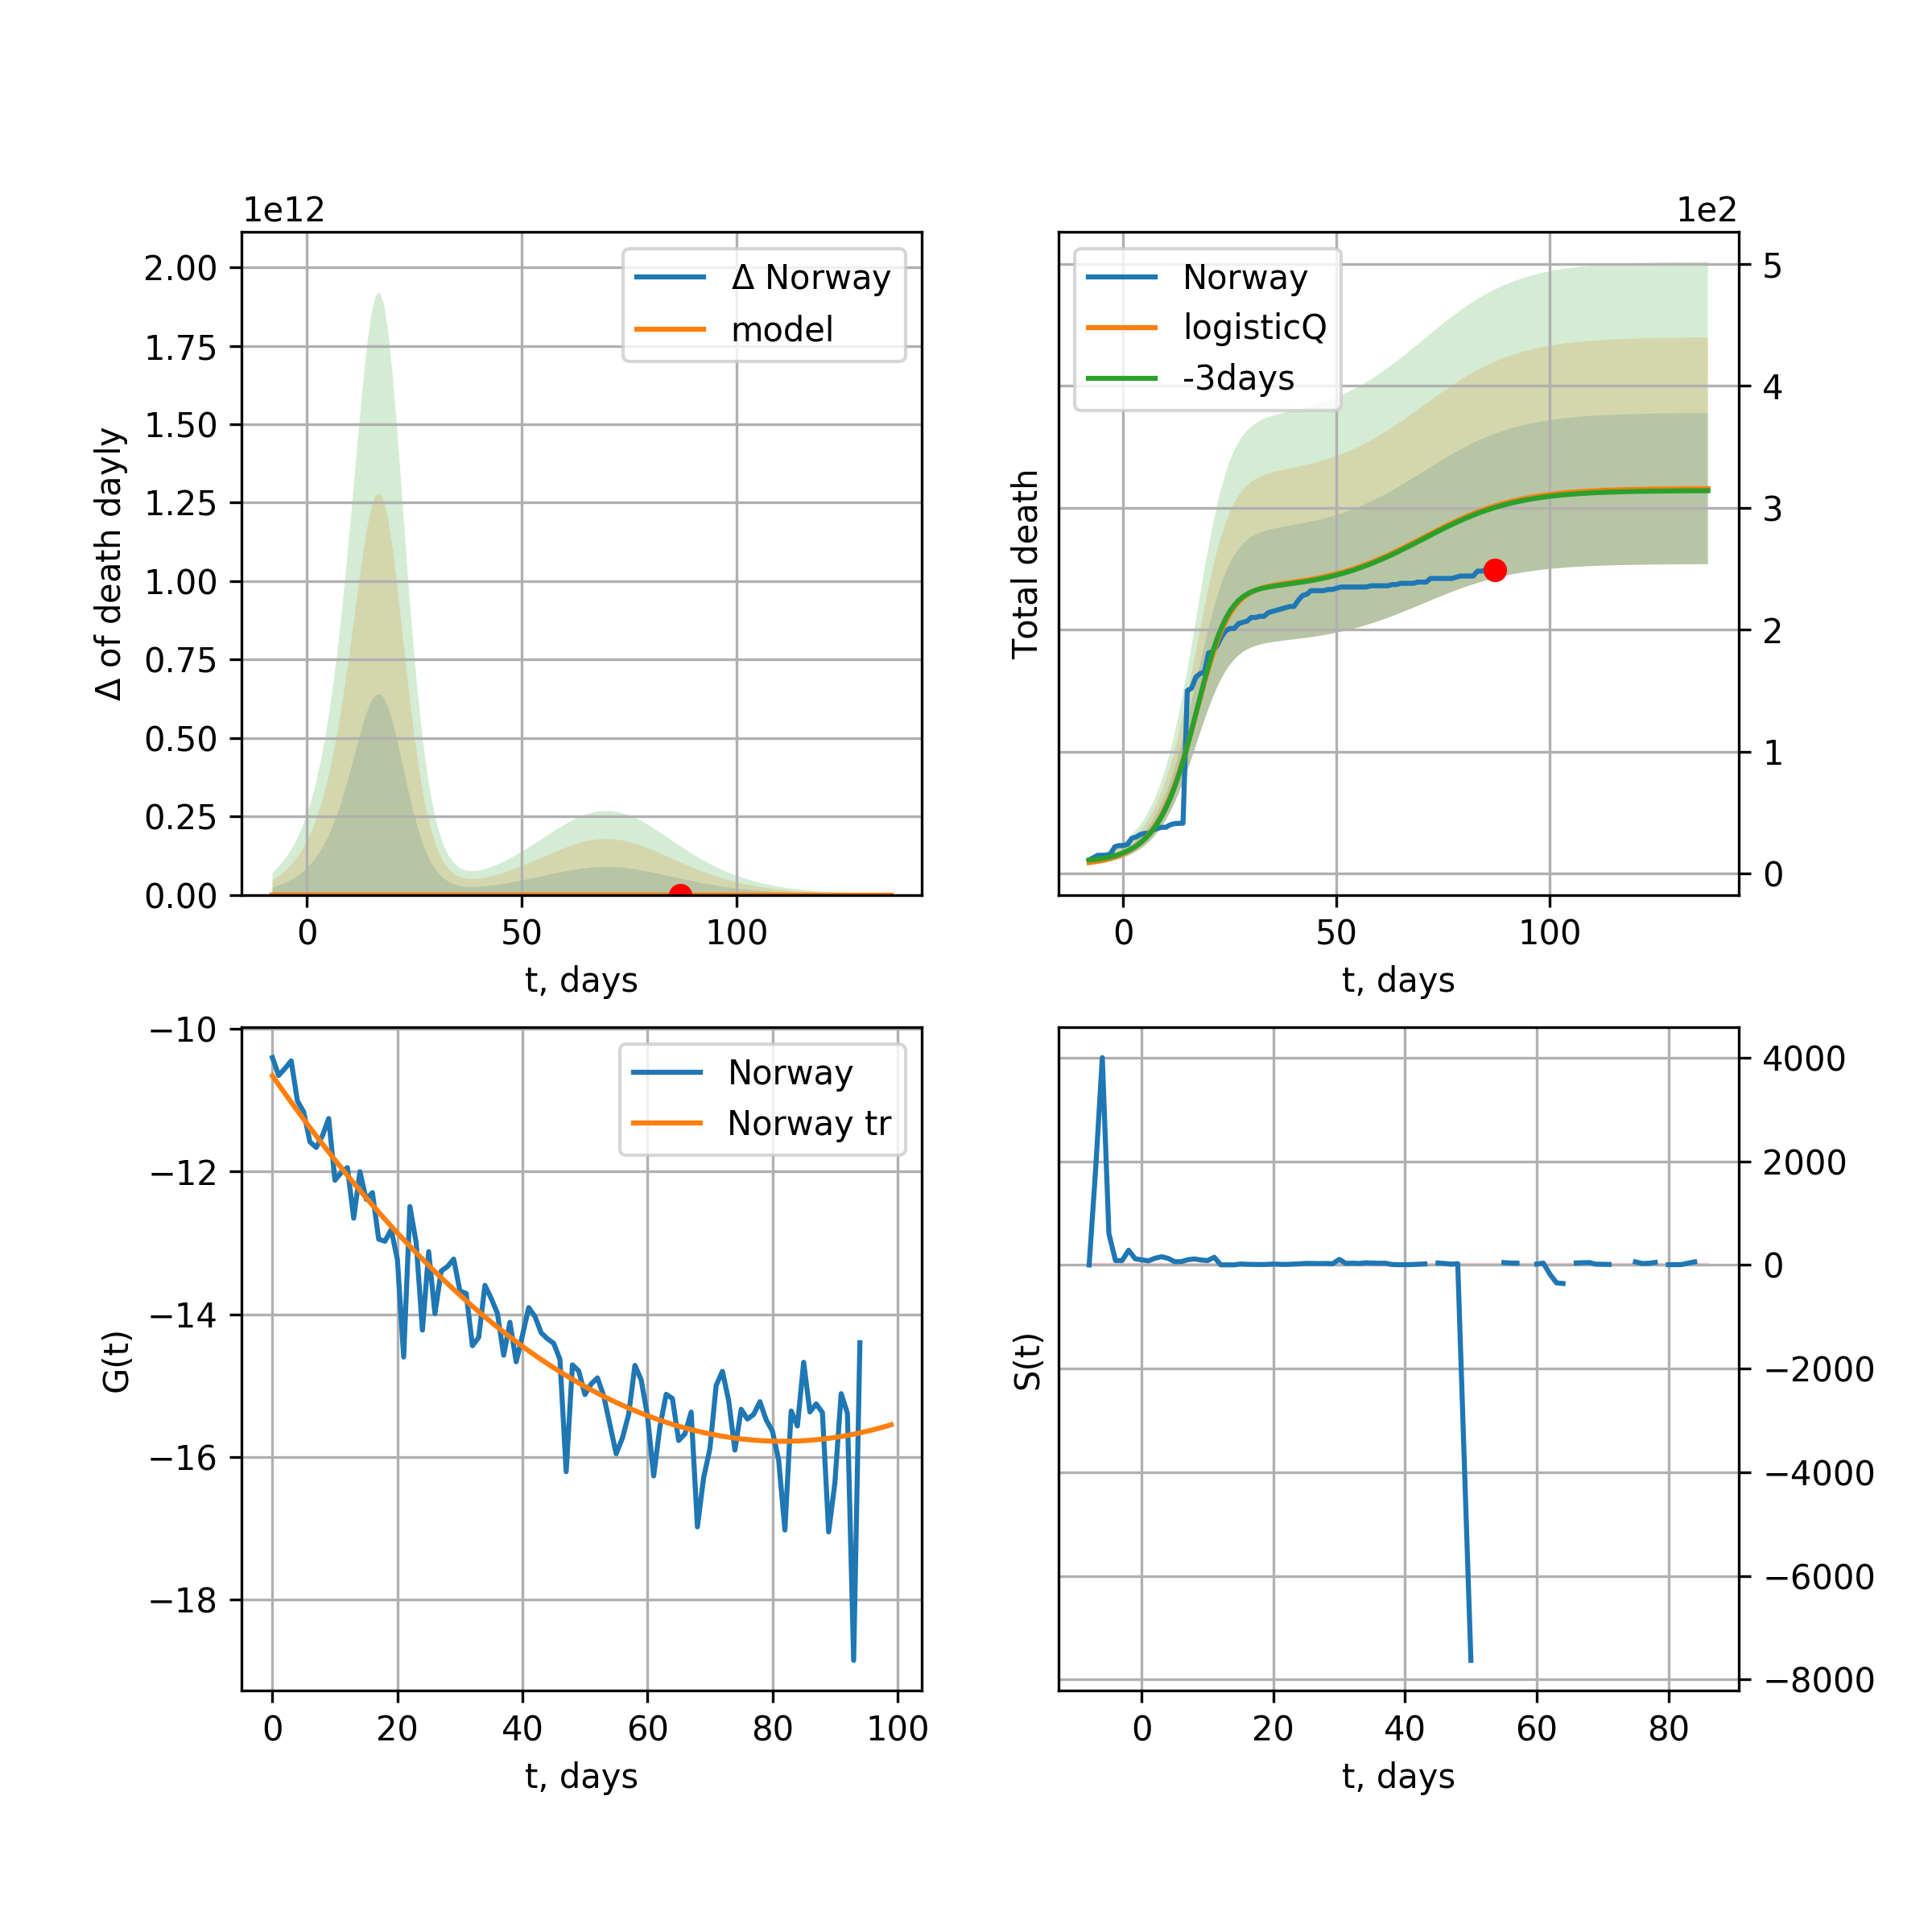 1e12
2.00
1.75
1.50
1.25
1.00
0.75
0.50
0.25
0.00
Δ of death dayly
Δ Norway
model
0
50
100
t, days
1e2
5
4
3
2
1
0
Total death
Norway
logisticQ
-3days
0
50
100
t, days
−10
−12
−14
−16
−18
G(t)
Norway
Norway tr
0
20
40
60
80
100
t, days
4000
2000
0
−2000
−4000
−6000
−8000
S(t)
0
20
40
60
80
t, days